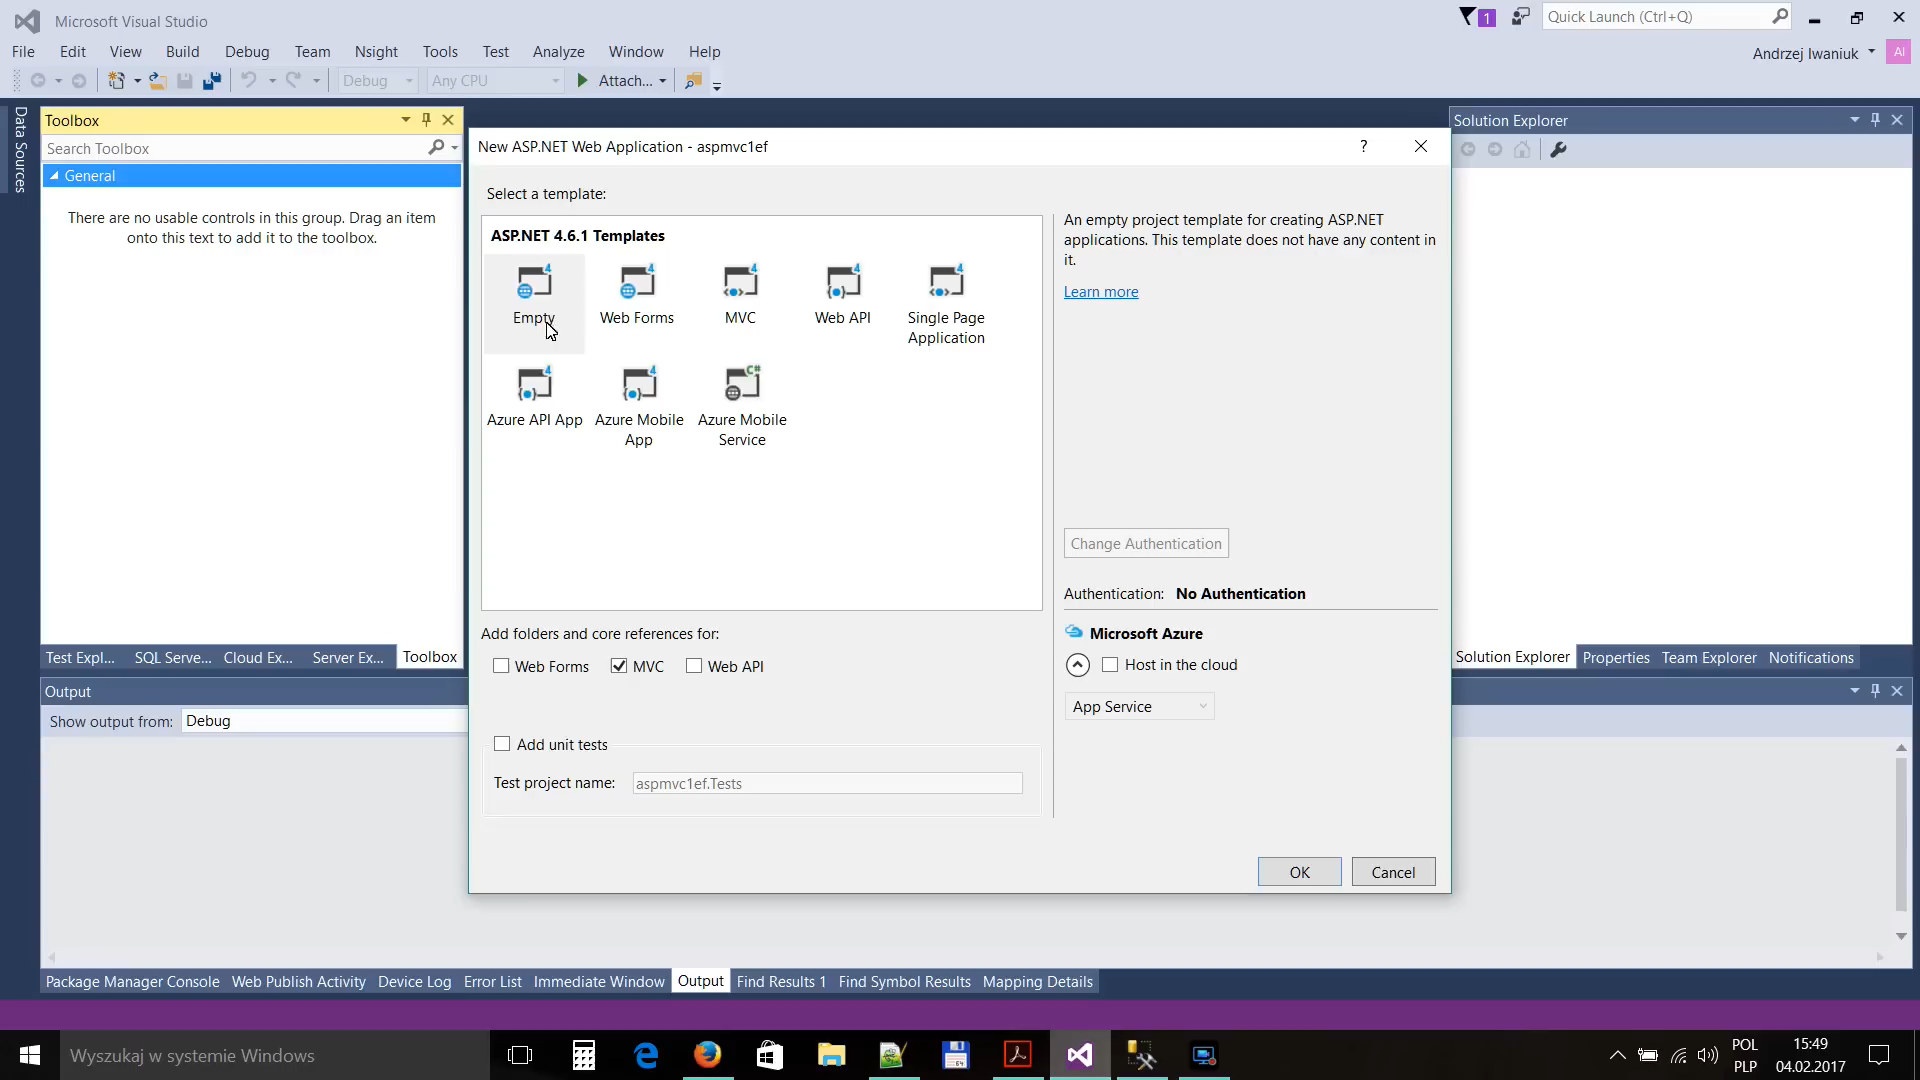 Microsoft Visual Studio
1
Quick Launch (Ctrl+Q)
File Edit View Build Debug Team Nsight Tools Test Analyze Window Help
Andrzej Iwaniuk AI
Debug Any CPU Attach...
Data Sources
Toolbox
Search Toolbox
General
There are no usable controls in this group. Drag an item
onto this text to add it to the toolbox.
Test Expl... SQL Serve... Cloud Ex... Server Ex... Toolbox
New ASP.NET Web Application - aspmvc1ef
?
Select a template:
ASP.NET 4.6.1 Templates
Empty Web Forms MVC Web API Single Page
Application
Azure API App Azure Mobile Azure Mobile
App Service
An empty project template for creating ASP.NET
applications. This template does not have any content in
it.
Learn more
Change Authentication
Authentication: No Authentication
Microsoft Azure
Host in the cloud
App Service
Add folders and core references for:
Web Forms MVC Web API
Add unit tests
Test project name: aspmvc1ef.Tests
OK Cancel
Solution Explorer
Solution Explorer Properties Team Explorer Notifications
Output
Show output from: Debug
Package Manager Console Web Publish Activity Device Log Error List Immediate Window Output Find Results 1 Find Symbol Results Mapping Details
Wyszukaj w systemie Windows
POL
PLP
15:49
04.02.2017